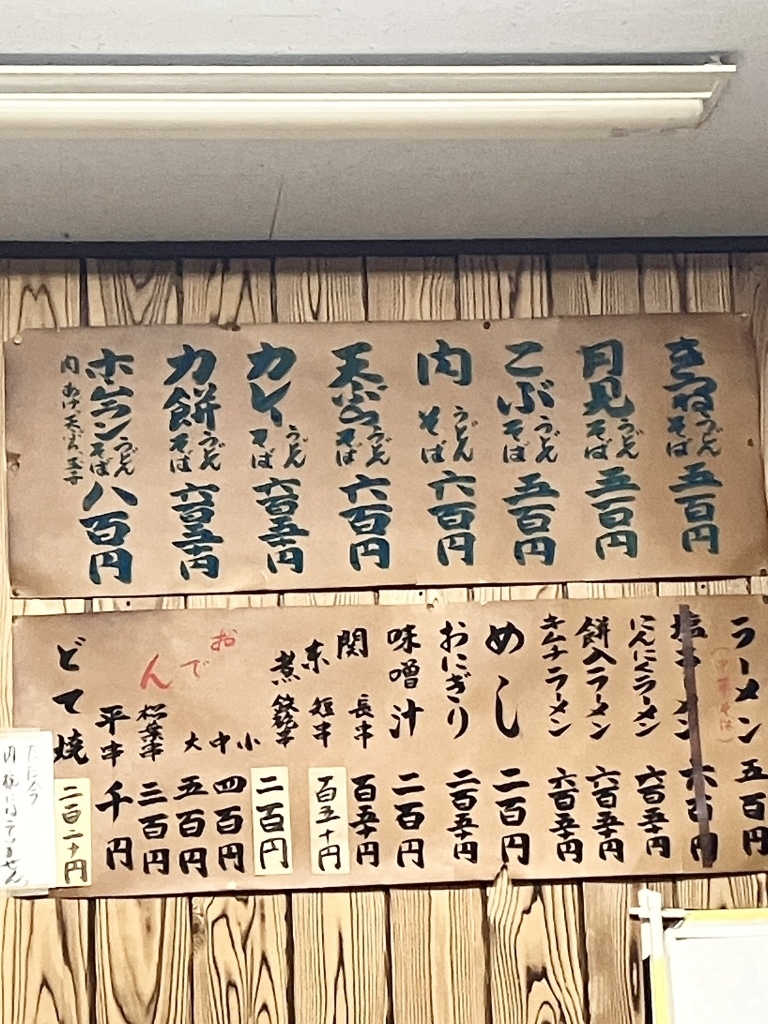 きつねうどんそば 五百円
月見うどんそば 五百円
こぶうどんそば 五百円
肉うどんそば 六百円
天ぷらうどんそば 六百円
カレーうどんそば 六百五十円
力餅うどんそば 六百五十円
ホームランうどんそば 八百円
肉 あげ 天ぷら 玉子
ラーメン 五百円
(中華そば)
塩ラーメン 六百円
にんにくラーメン 六百五十円
餅入ラーメン 六百五十円
キムチラーメン 六百五十円
めし 二百円
おにぎり 二百五十円
味噌汁 二百円
関 長串 百五十円
東 短串 百五十円
煮 二百円
おでん
小
中 四百円
大 五百円
松葉串 三百円
平串 千円
どて焼 二百二十円
ただ今